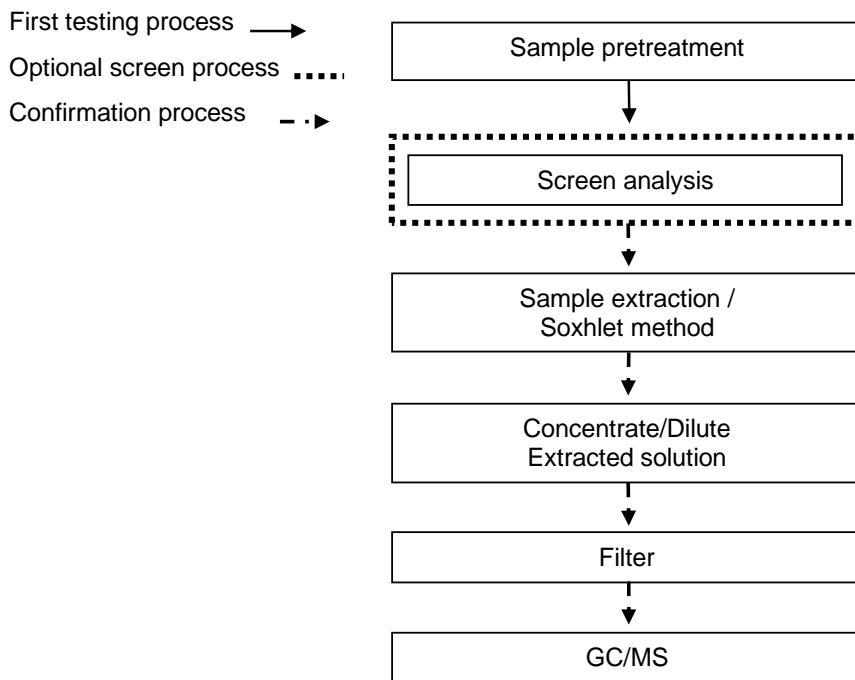 First testing process
Optional screen process
Confirmation process
Sample pretreatment
Screen analysis
Sample extraction /
Soxhlet method
Concentrate/Dilute
Extracted solution
Filter
GC/MS